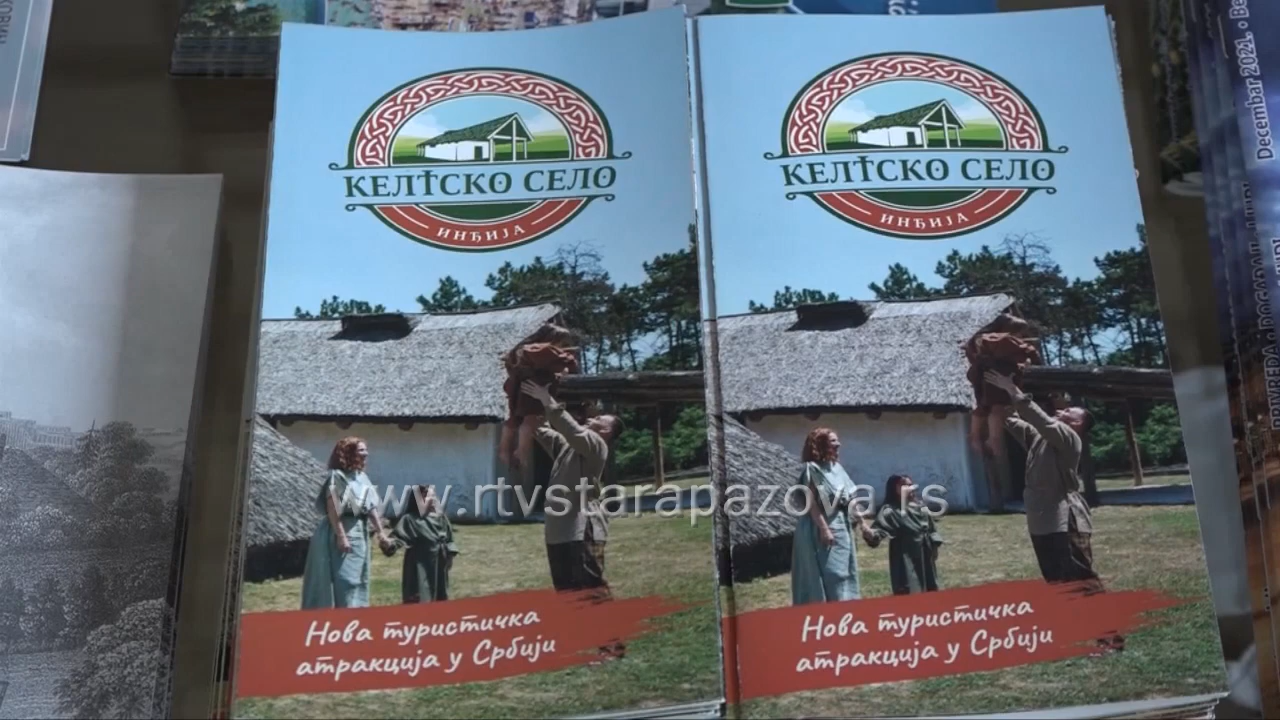 КЕЛТСКО СЕЛО
ИНЂИЈА
Нова туристичка
атракција у Србији
КЕЛТСКО СЕЛО
ИНЂИЈА
Нова туристичка
атракција у Србији
www.rtvstarapazova.rs
Decembar 2021.